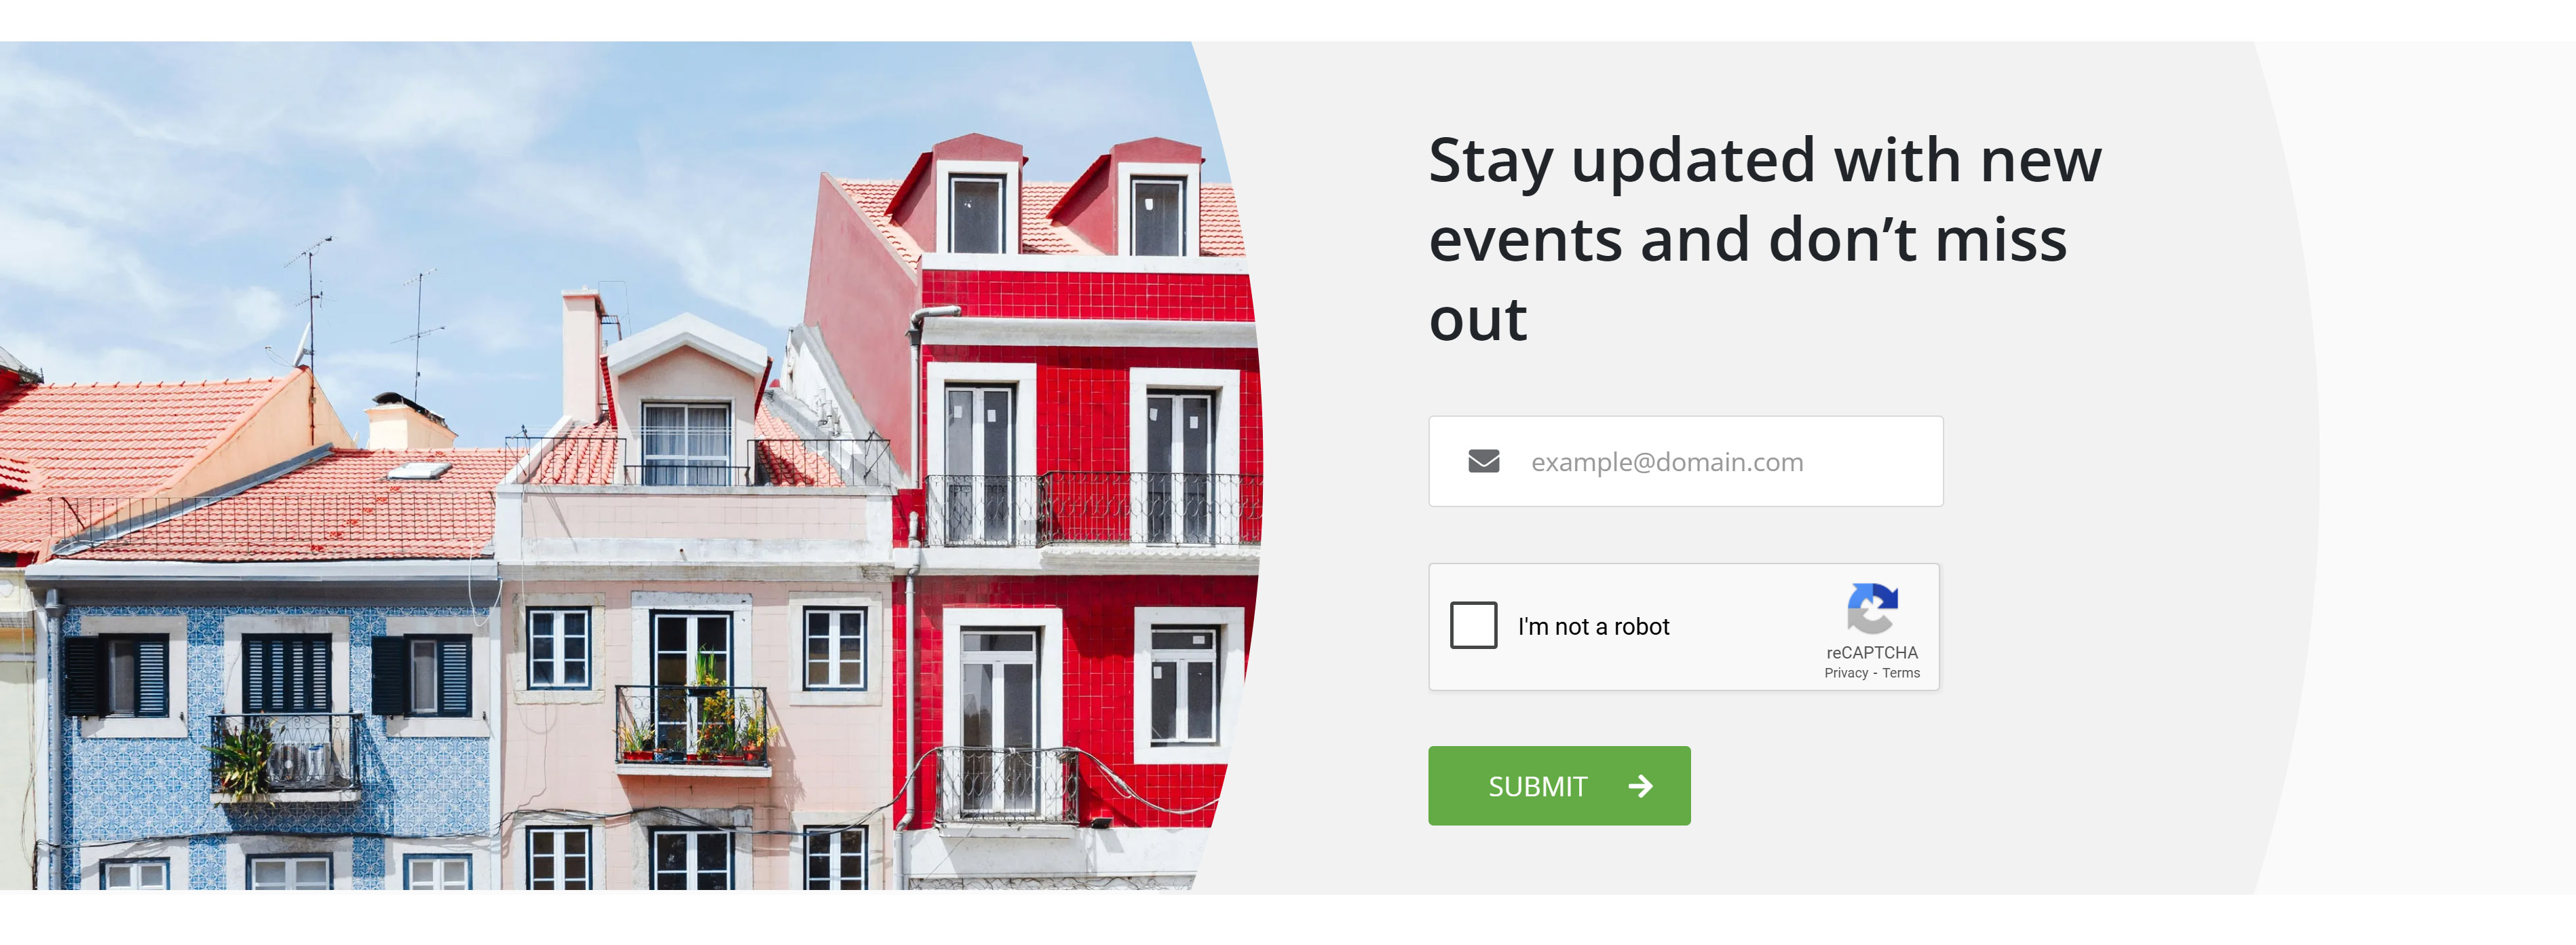 Stay updated with new
events and don’t miss
out
example@domain.com
I'm not a robot
reCAPTCHA
Privacy - Terms
SUBMIT